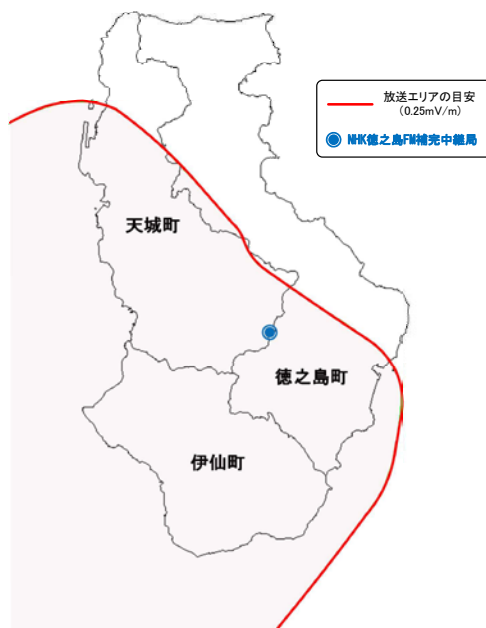 放送エリアの目安
(0.25mV/m)
NHK徳之島FM補完中継局
天城町
徳之島町
伊仙町